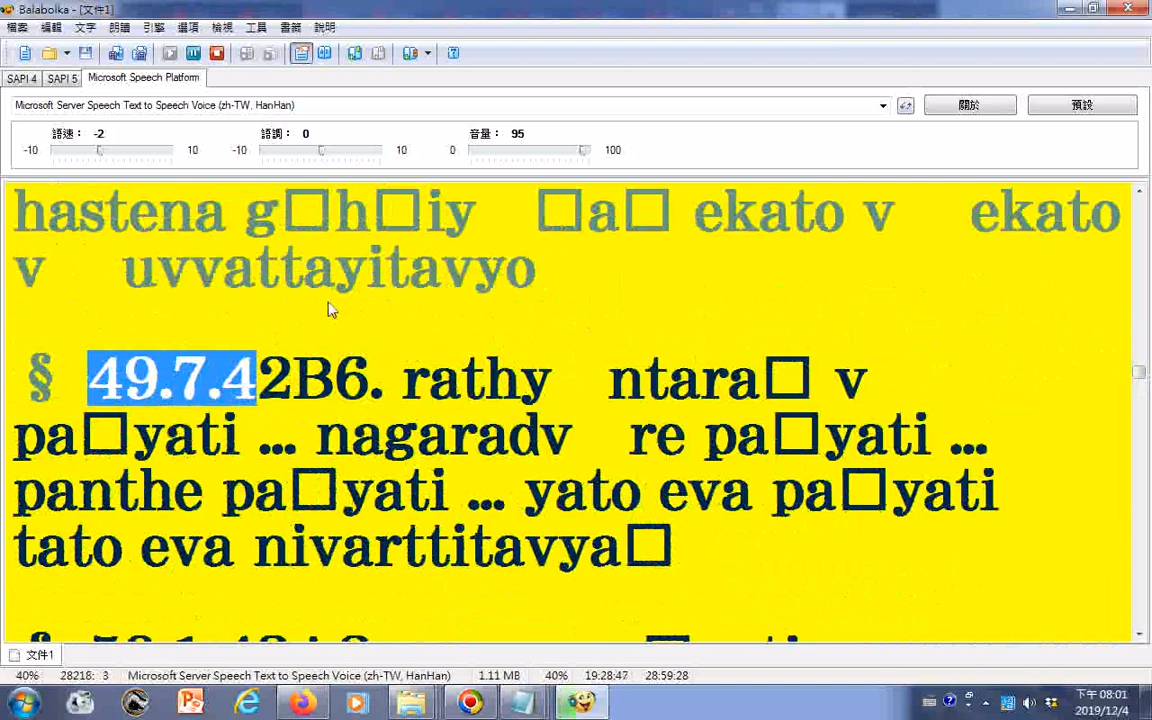 Balabolka - [文件1]
檔案 編輯 文字 朗讀 引擎 選項 檢視 工具 書籤 說明
SAPI 4 SAPI 5 Microsoft Speech Platform
Microsoft Server Speech Text to Speech Voice (zh-TW, HanHan) 關於 預設
語速： -2 語調： 0 音量： 95
-10 10 -10 10 0 100
hastena g□h□iy □a□ ekato v ekato
v uvvattayitavyo
§ 49.7.42B6. rathy ntara□ v
pa□yati ... nagaradv re pa□yati ...
panthe pa□yati ... yato eva pa□yati
tato eva nivarttitavya□
文件1
40% 28218: 3 Microsoft Server Speech Text to Speech Voice (zh-TW, HanHan) 1.11 MB 40% 19:28:47 28:59:28
下午 08:01
2019/12/4